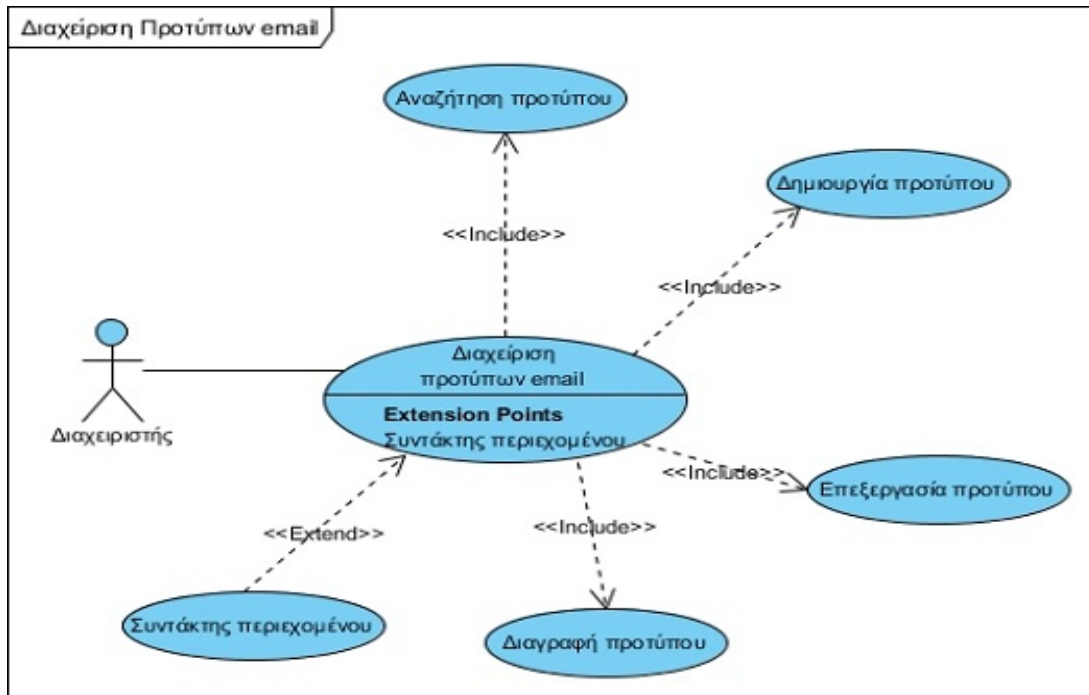 Διαχείριση Προτύπων email
Αναζήτηση προτύπου
Δημιουργία προτύπου
<<Include>>
<<Include>>
Διαχείριση
προτύπων email
Extension Points
Συντάκτης περιεχομένου
Διαχειριστής
<<Include>>
Επεξεργασία προτύπου
<<Extend>>
<<Include>>
Συντάκτης περιεχομένου
Διαγραφή προτύπου